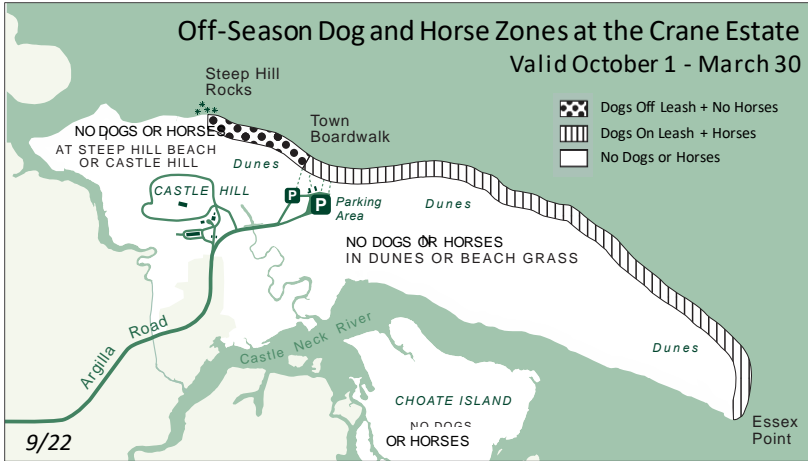 Off-Season Dog and Horse Zones at the Crane Estate
Valid October 1 - March 30
Steep Hill
Rocks
Town
Boardwalk
Dogs Off Leash + No Horses
Dogs On Leash + Horses
No Dogs or Horses
NO DOGS OR HORSES
AT STEEP HILL BEACH
OR CASTLE HILL
Dunes
CASTLE HILL
P
P
Parking
Area
Dunes
NO DOGS OR HORSES
IN DUNES OR BEACH GRASS
Argilla Road
Castle Neck River
Dunes
CHOATE ISLAND
NO DOGS
OR HORSES
Essex
Point
9/22